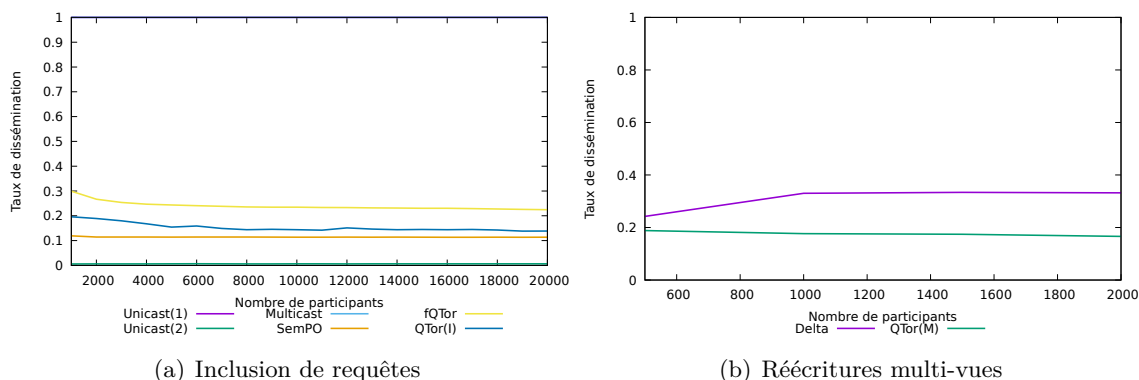 Taux de dissémination
1
0.9
0.8
0.7
0.6
0.5
0.4
0.3
0.2
0.1
0
2000 4000 6000 8000 10000 12000 14000 16000 18000 20000
Nombre de participants
Unicast(1) Multicast fQTor
Unicast(2) SemPO QTor(I)
(a) Inclusion de requêtes
Taux de dissémination
1
0.8
0.6
0.4
0.2
0
600 800 1000 1200 1400 1600 1800 2000
Nombre de participants
Delta QTor(M)
(b) Réécritures multi-vues